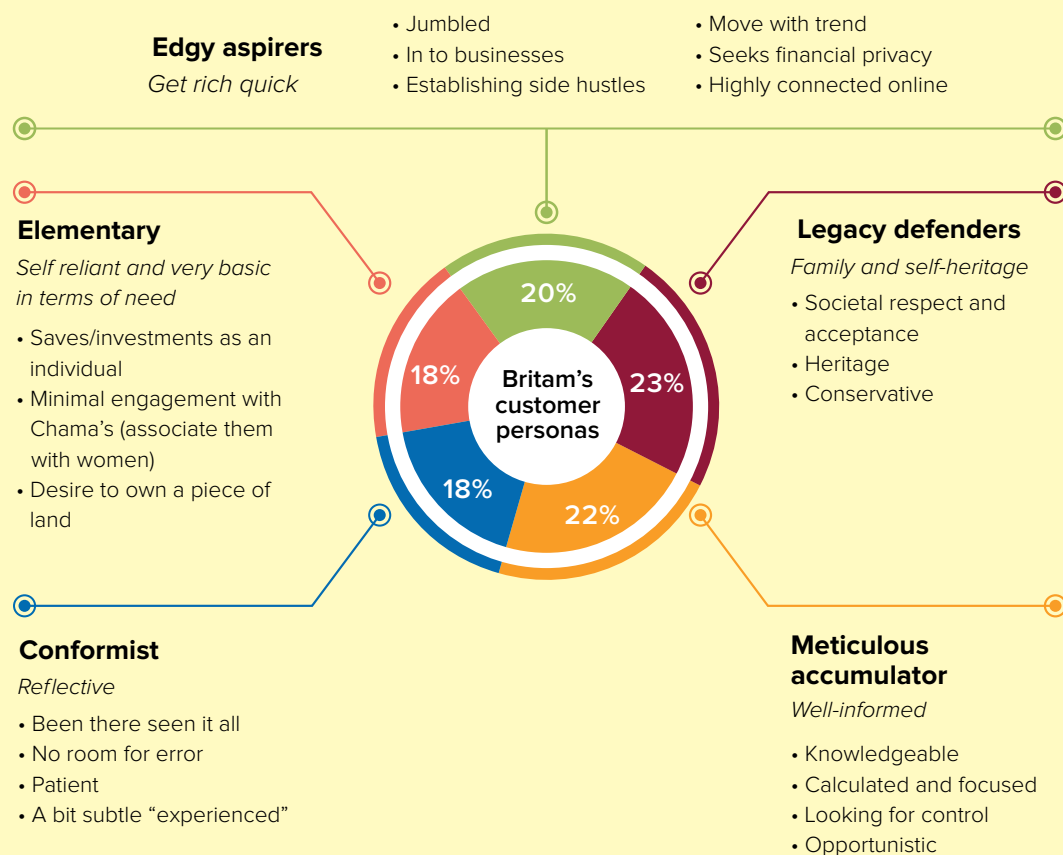 Edgy aspirers
Get rich quick
• Jumbled
• In to businesses
• Establishing side hustles
• Move with trend
• Seeks financial privacy
• Highly connected online
Elementary
Self reliant and very basic
in terms of need
• Saves/investments as an
individual
• Minimal engagement with
Chama's (associate them
with women)
• Desire to own a piece of
land
Legacy defenders
Family and self-heritage
• Societal respect and
acceptance
• Heritage
• Conservative
20%
18%
23%
18%
22%
Britam's
customer
personas
Conformist
Reflective
• Been there seen it all
• No room for error
• Patient
• A bit subtle “experienced”
Meticulous
accumulator
Well-informed
• Knowledgeable
• Calculated and focused
• Looking for control
• Opportunistic